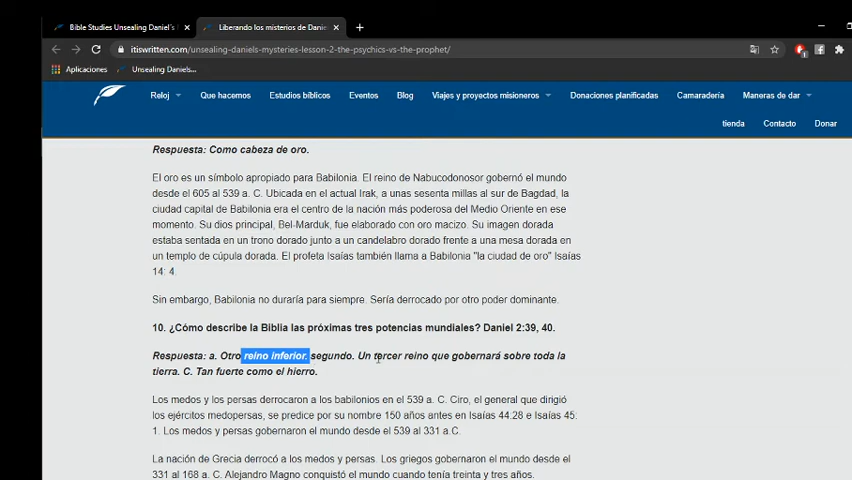 Bible Studies Unsealing Daniel's
Liberando los misterios de Danie
itiswritten.com/unsealing-daniels-mysteries-lesson-2-the-psychics-vs-the-prophet/
Aplicaciones
Unsealing Daniels...
Reloj
Que hacemos
Estudios bíblicos
Eventos
Blog
Viajes y proyectos misioneros
Donaciones planificadas
Camaradería
Maneras de dar
tienda
Contacto
Donar
Respuesta: Como cabeza de oro.
El oro es un símbolo apropiado para Babilonia. El reino de Nabucodonosor gobernó el mundo
desde el 605 al 539 a. C. Ubicada en el actual Irak, a unas sesenta millas al sur de Bagdad, la
ciudad capital de Babilonia era el centro de la nación más poderosa del Medio Oriente en ese
momento. Su dios principal, Bel-Marduk, fue elaborado con oro macizo. Su imagen dorada
estaba sentada en un trono dorado junto a un candelabro dorado frente a una mesa dorada en
un templo de cúpula dorada. El profeta Isaías también llama a Babilonia "la ciudad de oro" Isaías
14: 4.
Sin embargo, Babilonia no duraría para siempre. Sería derrocado por otro poder dominante.
10. ¿Cómo describe la Biblia las próximas tres potencias mundiales? Daniel 2:39, 40.
Respuesta: a. Otro reino inferior. segundo. Un tercer reino que gobernará sobre toda la
tierra. C. Tan fuerte como el hierro.
Los medos y los persas derrocaron a los babilonios en el 539 a. C. Ciro, el general que dirigió
los ejércitos medopersas, se predice por su nombre 150 años antes en Isaías 44.28 e Isaías 45:
1. Los medos y persas gobernaron el mundo desde el 539 al 331 a.C.
La nación de Grecia derrocó a los medos y persas. Los griegos gobernaron el mundo desde el
331 al 168 a. C. Alejandro Magno conquistó el mundo cuando tenía treinta y tres años.